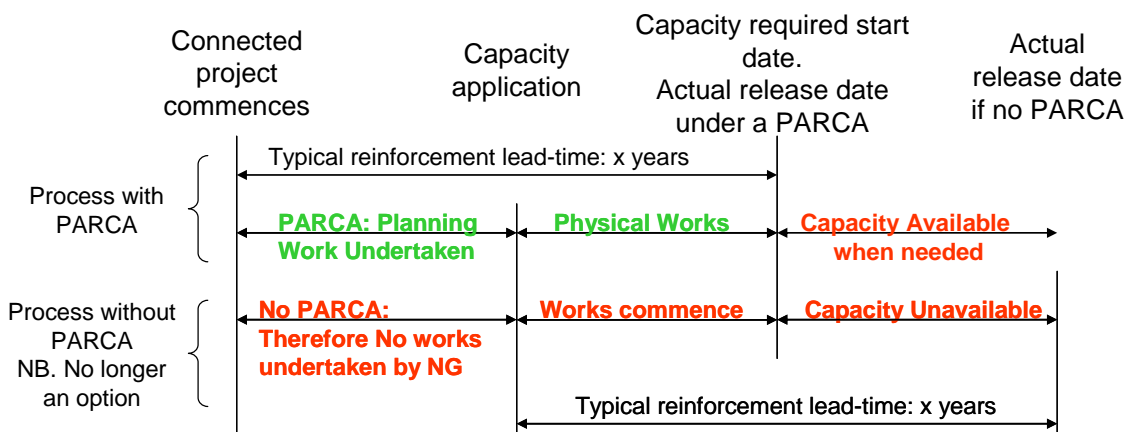 Connected
project
commences
Capacity
application
Capacity required start
date.
Actual release date
under a PARCA
Actual
release date
if no PARCA
Typical reinforcement lead-time: x years
Process with
PARCA
PARCA: Planning
Work Undertaken
Physical Works
Capacity Available
when needed
Process without
PARCA
NB. No longer
an option
No PARCA:
Therefore No works
undertaken by NG
Works commence
Capacity Unavailable
Typical reinforcement lead-time: x years